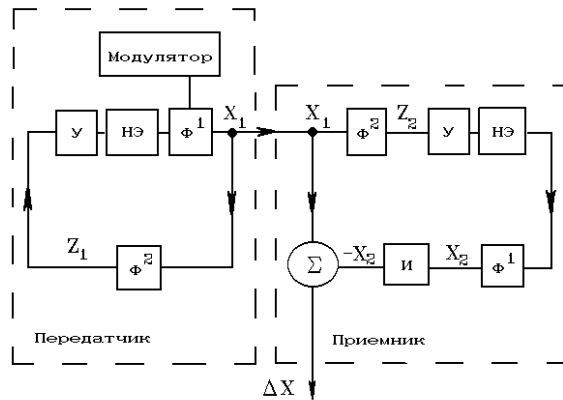 Модулятор
У
НЭ
Ф¹
X₁
X₁
Ф²
Z₂
У
НЭ
Z₁
Ф²
Σ
-X₂
И
X₂
Ф¹
Передатчик
Приемник
ΔX